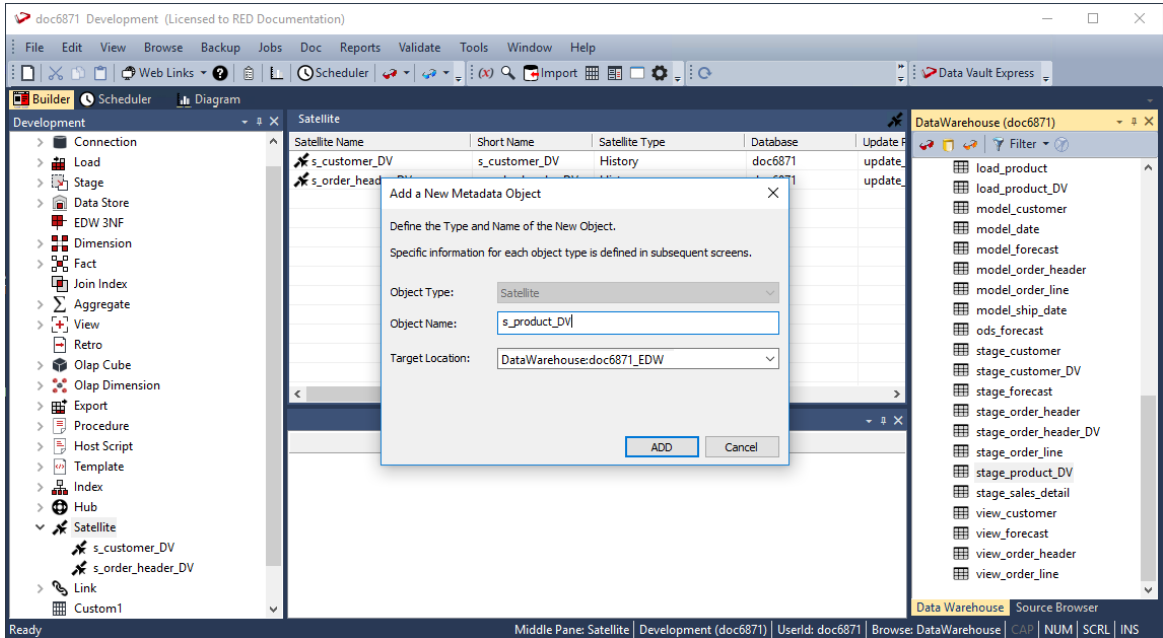 doc6871 Development (Licensed to RED Documentation)
File Edit View Browse Backup Jobs Doc Reports Validate Tools Window Help
Web Links Scheduler (x) Import Data Vault Express
Builder Scheduler Diagram
Development
Connection
Load
Stage
Data Store
EDW 3NF
Dimension
Fact
Join Index
Aggregate
View
Retro
Olap Cube
Olap Dimension
Export
Procedure
Host Script
Template
Index
Hub
Satellite
s_customer_DV
s_order_header_DV
Link
Custom1
Satellite
Satellite Name Short Name Satellite Type Database Update
s_customer_DV s_customer_DV History doc6871 update_
s_order_head update_
Add a New Metadata Object
Define the Type and Name of the New Object.
Specific information for each object type is defined in subsequent screens.
Object Type: Satellite
Object Name: s_product_DV
Target Location: DataWarehouse:doc6871_EDW
ADD Cancel
DataWarehouse (doc6871)
Filter
load_product
load_product_DV
model_customer
model_date
model_forecast
model_order_header
model_order_line
model_ship_date
ods_forecast
stage_customer
stage_customer_DV
stage_forecast
stage_order_header
stage_order_header_DV
stage_order_line
stage_product_DV
stage_sales_detail
view_customer
view_forecast
view_order_header
view_order_line
Data Warehouse Source Browser
Ready Middle Pane: Satellite Development (doc6871) UserId: doc6871 Browse: DataWarehouse CAP NUM SCRL INS